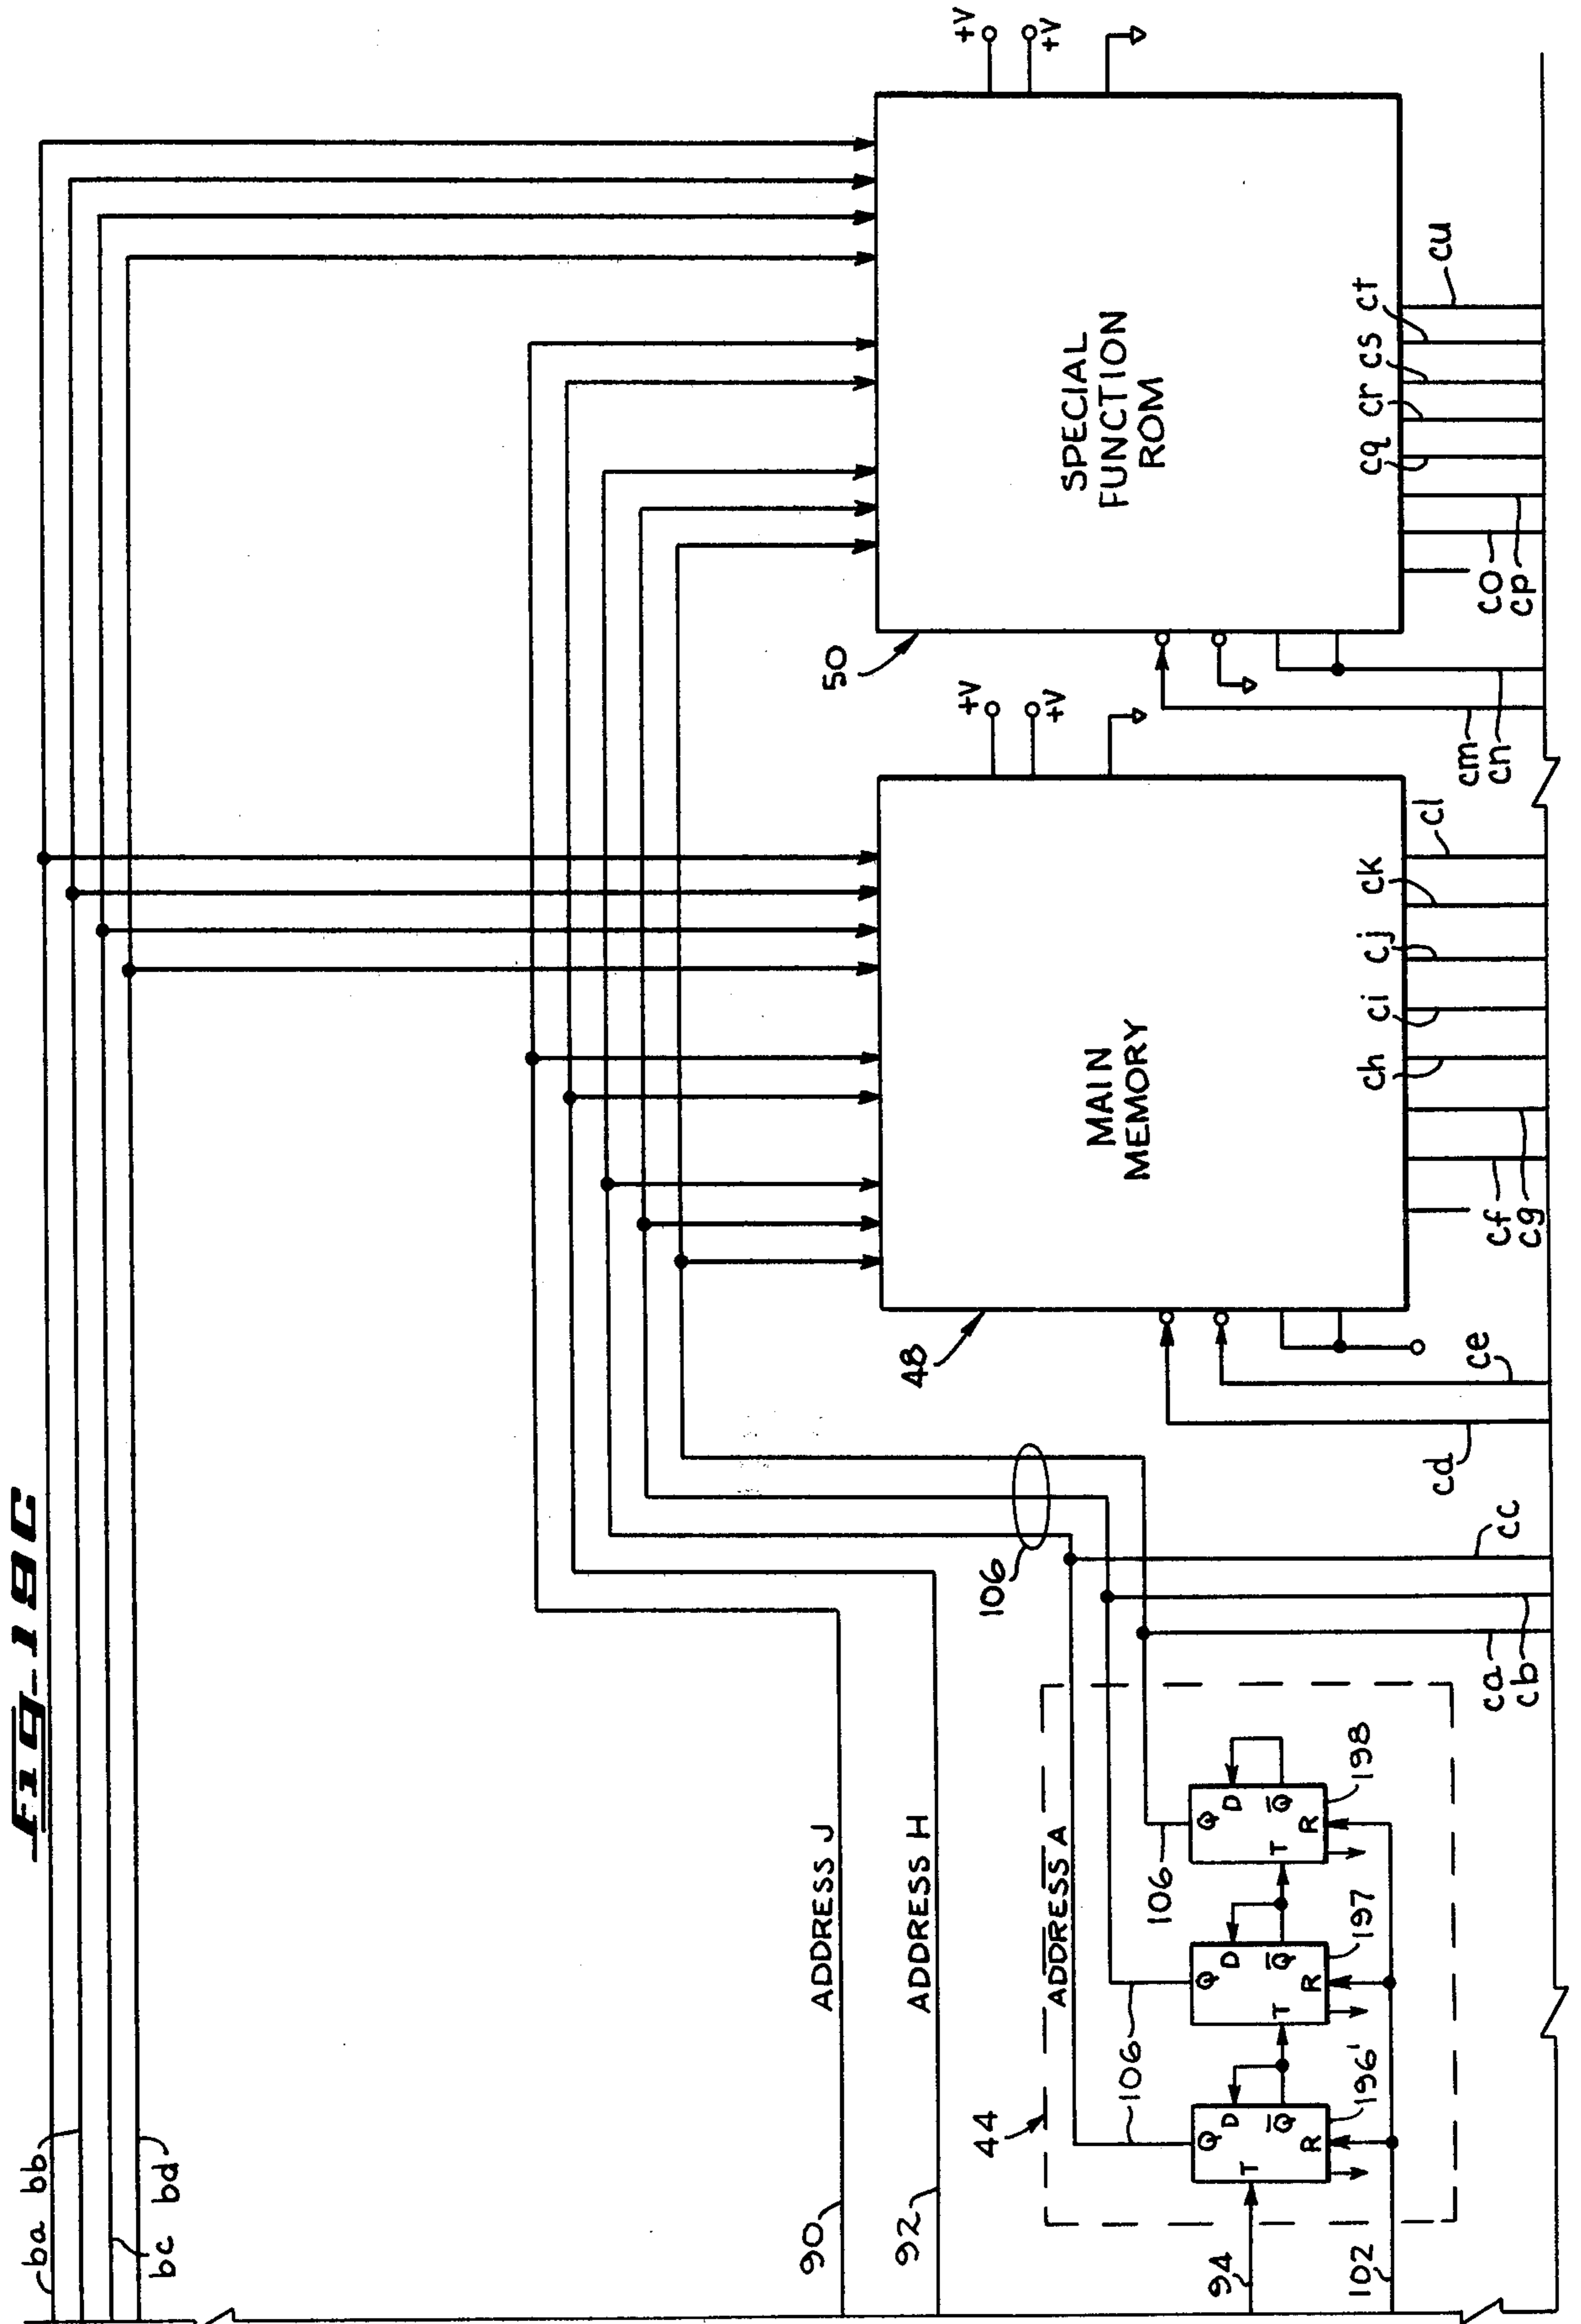 Fig-19C
ba
bb
bc
bd
90
ADDRESS J
92
ADDRESS H
44
ADDRESS A
106
106
106
94
102
T
Q
D
Q̅
R
196'
T
Q
D
Q̅
R
197
T
Q
D
Q̅
R
198
ca
cb
cc
cd
ce
48
MAIN
MEMORY
+V
+V
cf
cg
ch
ci
cj
ck
cl
cm
cn
50
SPECIAL
FUNCTION
ROM
+V
+V
co
cp
cq
cr
cs
ct
cu